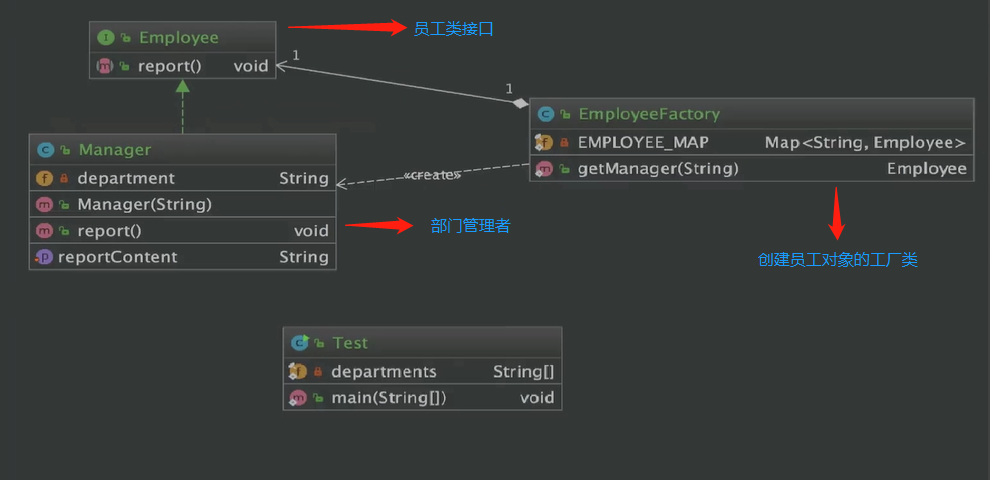 Employee
report() void
员工类接口
1
1
EmployeeFactory
EMPLOYEE_MAP Map<String, Employee>
getManager(String) Employee
«create»
Manager
department String
Manager(String)
report() void
reportContent String
部门管理者
创建员工对象的工厂类
Test
departments String[]
main(String[]) void